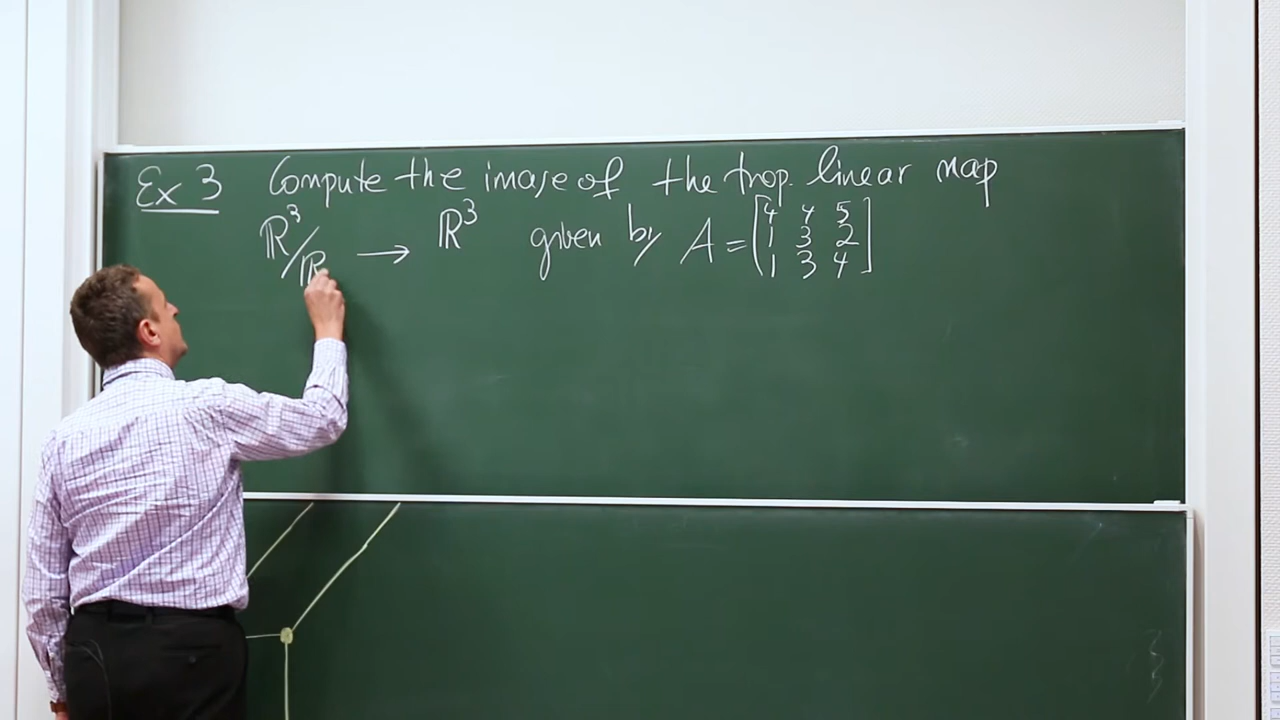 Ex 3 Compute the image of the trop. linear map
ℝ³/ℝ → ℝ³ given by A = [4 4 5
1 3 2
1 3 4]